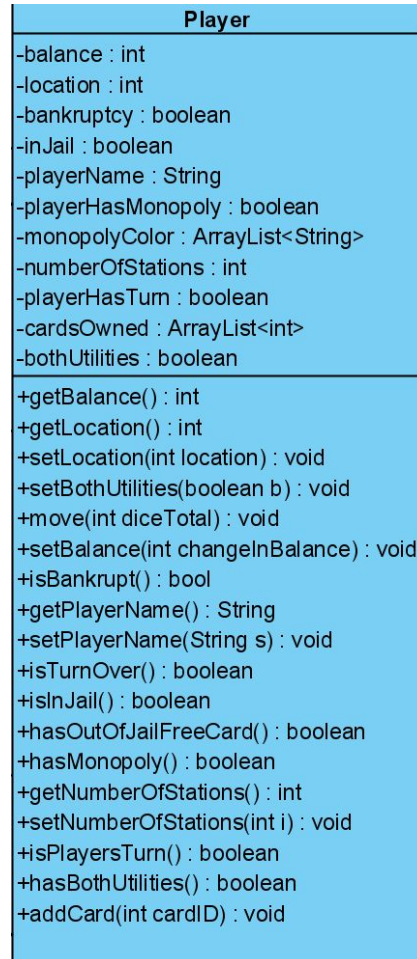 Player
-balance : int
-location : int
-bankruptcy : boolean
-inJail : boolean
-playerName : String
-playerHasMonopoly : boolean
-monopolyColor : ArrayList<String>
-numberOfStations : int
-playerHasTurn : boolean
-cardsOwned : ArrayList<int>
-bothUtilities : boolean
+getBalance() : int
+getLocation() : int
+setLocation(int location) : void
+setBothUtilities(boolean b) : void
+move(int diceTotal) : void
+setBalance(int changeInBalance) : void
+isBankrupt() : bool
+getPlayerName() : String
+setPlayerName(String s) : void
+isTurnOver() : boolean
+isInJail() : boolean
+hasOutOfJailFreeCard() : boolean
+hasMonopoly() : boolean
+getNumberOfStations() : int
+setNumberOfStations(int i) : void
+isPlayersTurn() : boolean
+hasBothUtilities() : boolean
+addCard(int cardID) : void